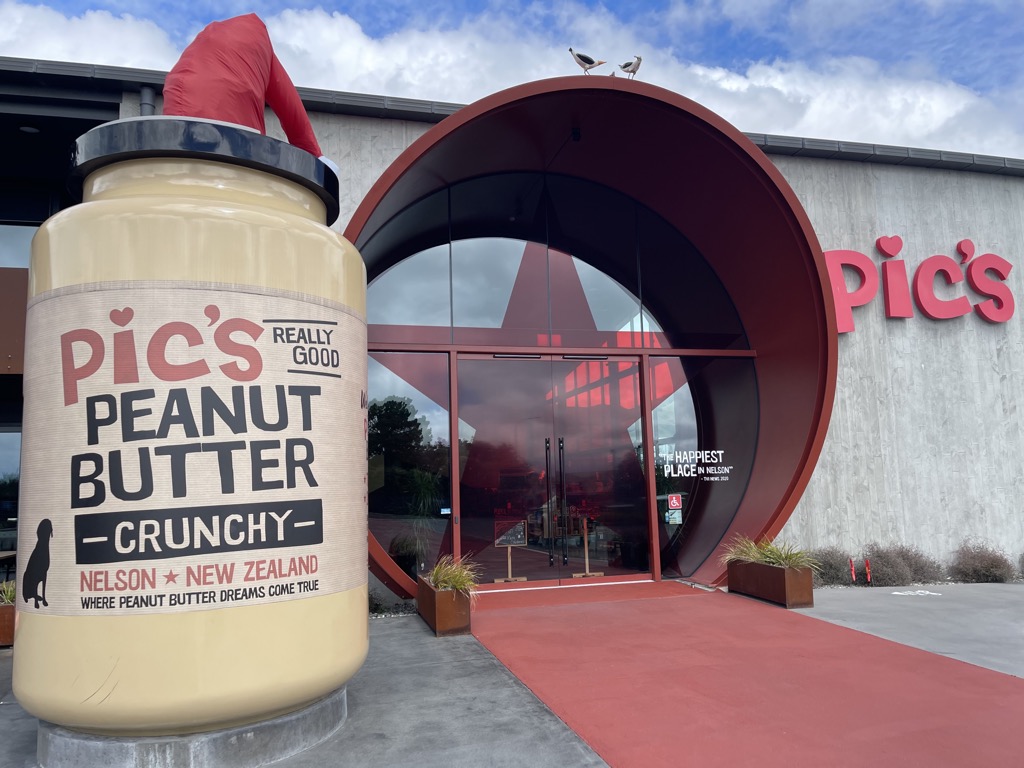 Pic's
REALLY
GOOD
PEANUT
BUTTER
-CRUNCHY-
NELSON ★ NEW ZEALAND
WHERE PEANUT BUTTER DREAMS COME TRUE
"THE HAPPIEST
PLACE IN NELSON"
Pic's